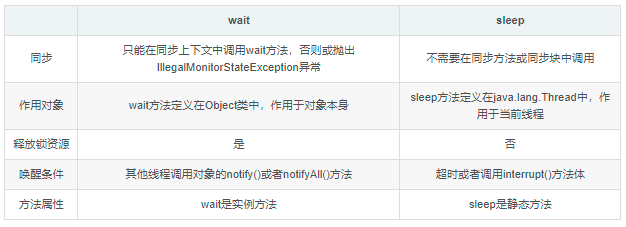 wait sleep
同步 只能在同步上下文中调用wait方法，否则或抛出 不需要在同步方法或同步块中调用
IllegalMonitorStateException异常
作用对象 wait方法定义在Object类中，作用于对象本身 sleep方法定义在java.lang.Thread中，作
用于当前线程
释放锁资源 是 否
唤醒条件 其他线程调用对象的notify()或者notifyAll()方法 超时或者调用interrupt()方法体
方法属性 wait是实例方法 sleep是静态方法